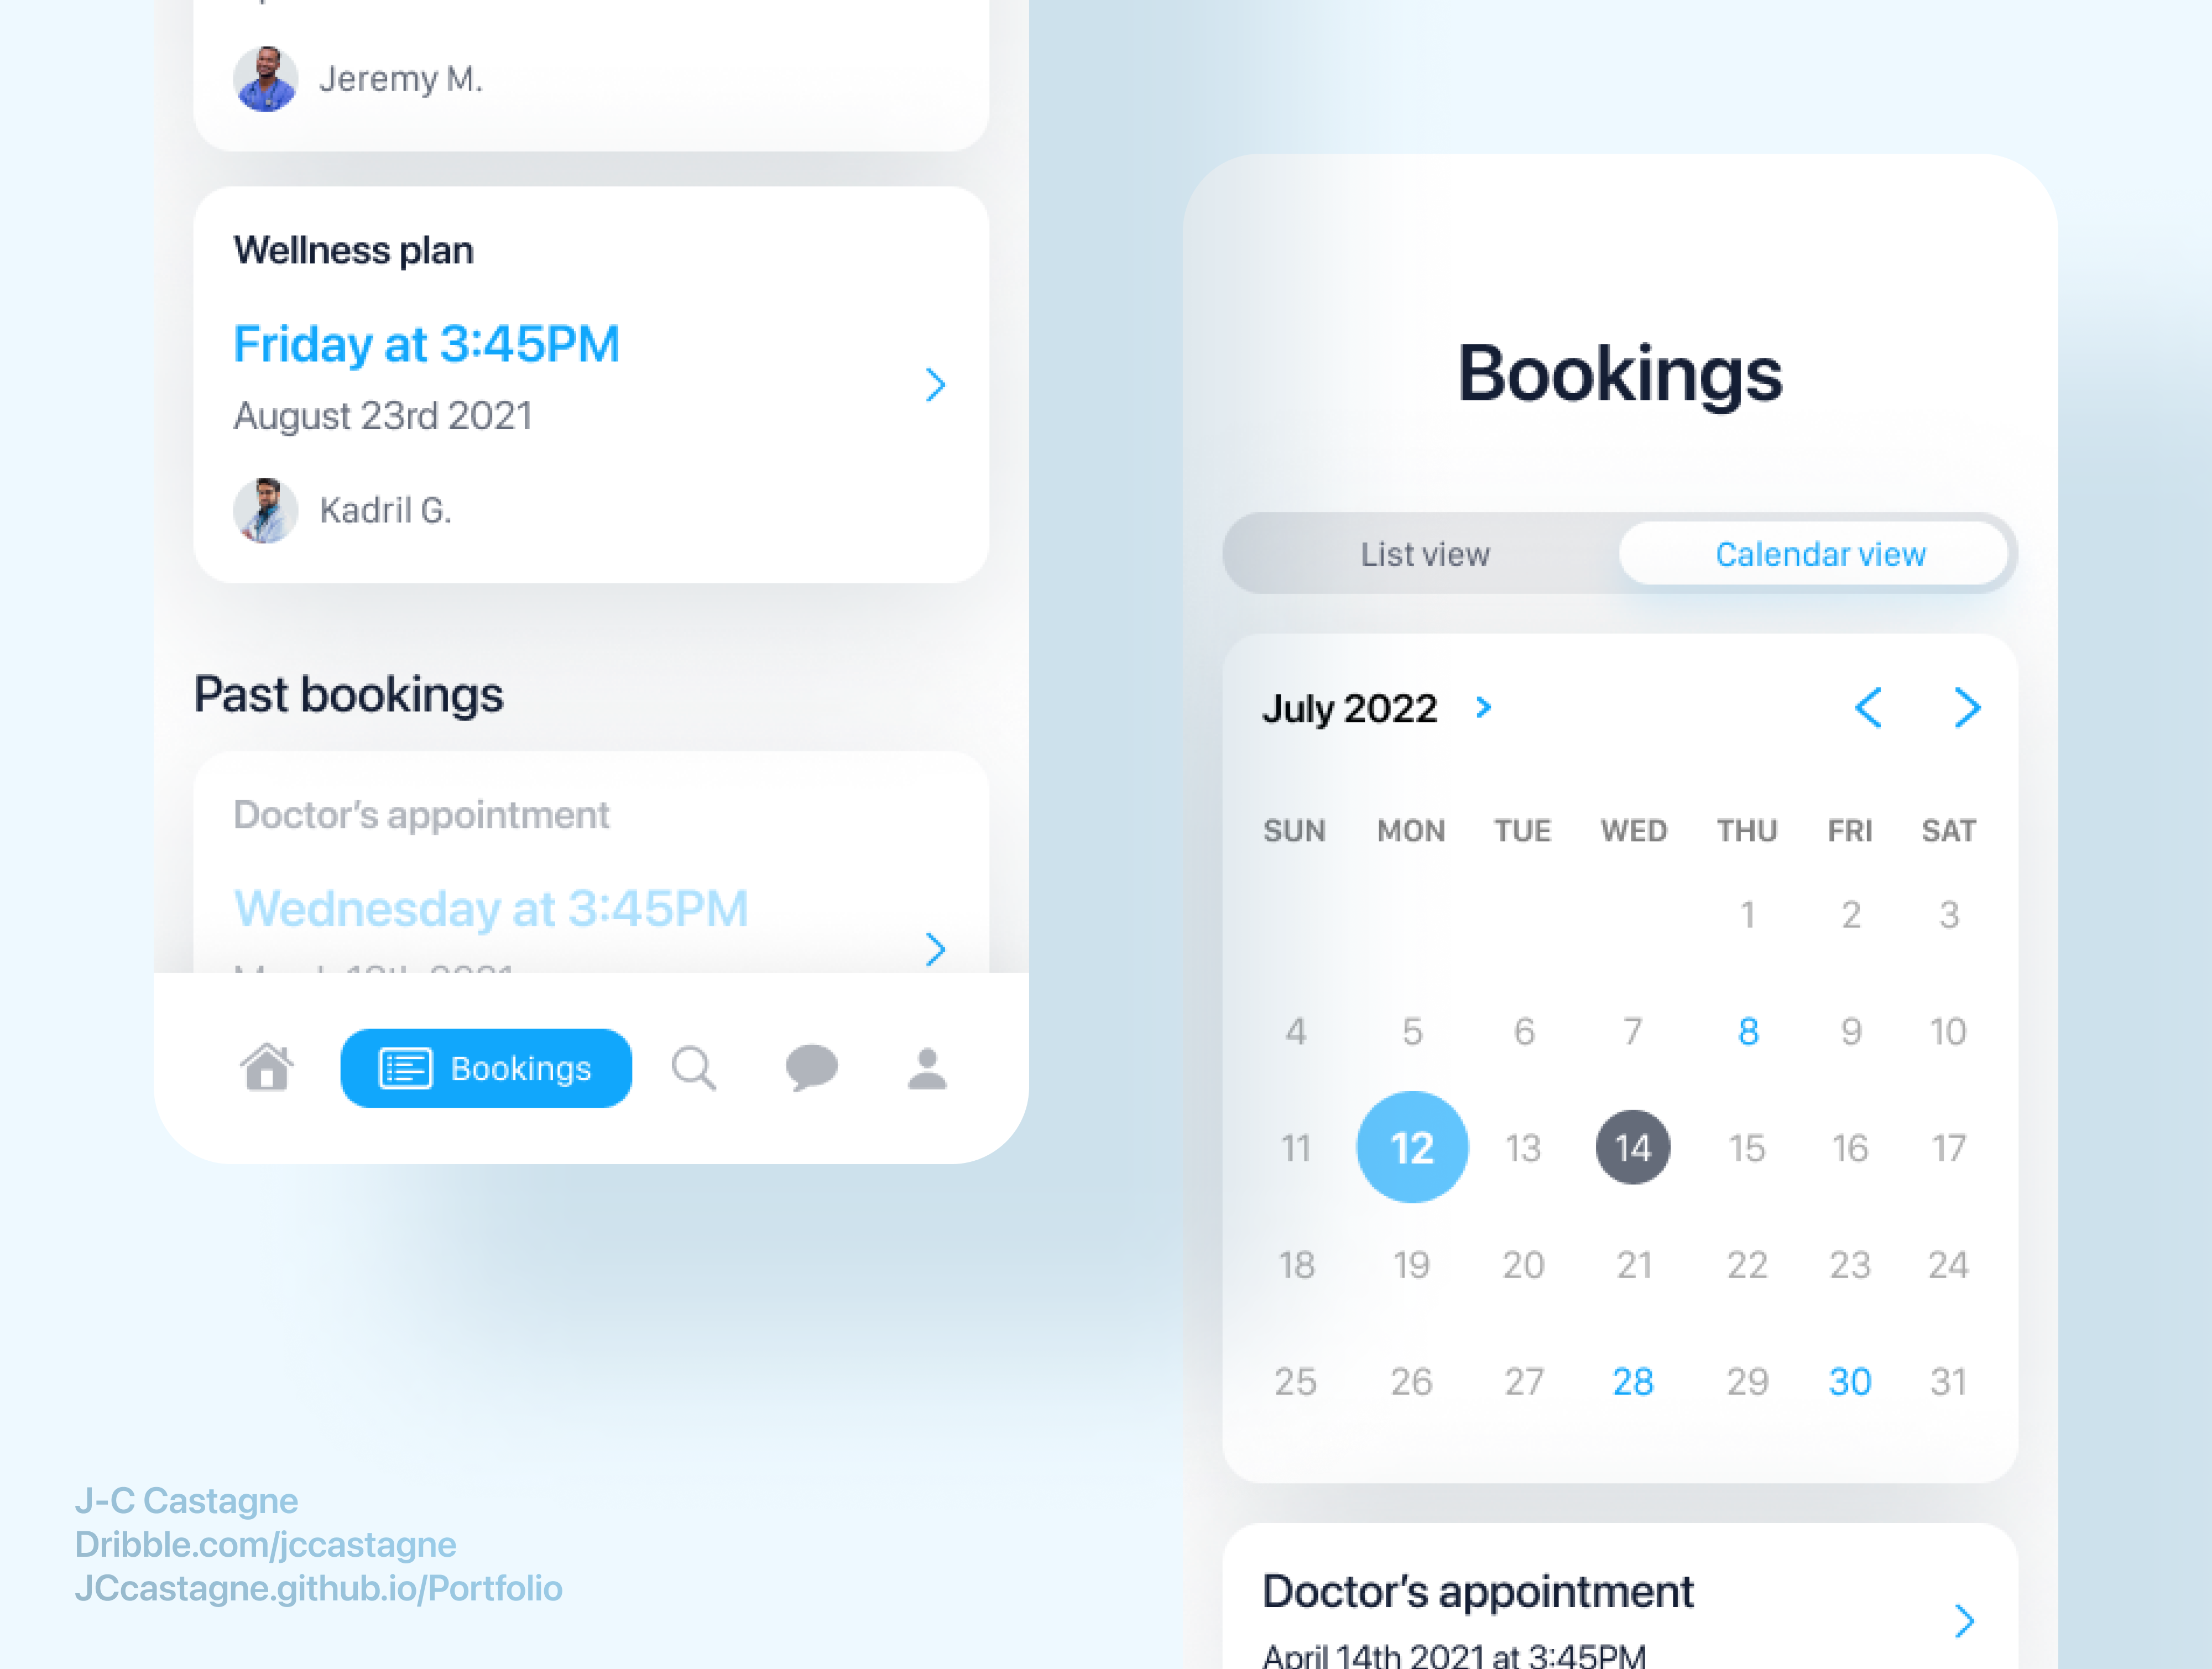 Jeremy M.
Wellness plan
Friday at 3:45PM
August 23rd 2021
Kadril G.
Past bookings
Doctor's appointment
Wednesday at 3:45PM
Bookings
J-C Castagne
Dribble.com/jccastagne
JCcastagne.github.io/Portfolio
Bookings
List view Calendar view
July 2022
SUN MON TUE WED THU FRI SAT
1 2 3
4 5 6 7 8 9 10
11 12 13 14 15 16 17
18 19 20 21 22 23 24
25 26 27 28 29 30 31
Doctor's appointment
April 14th 2021 at 3:45PM